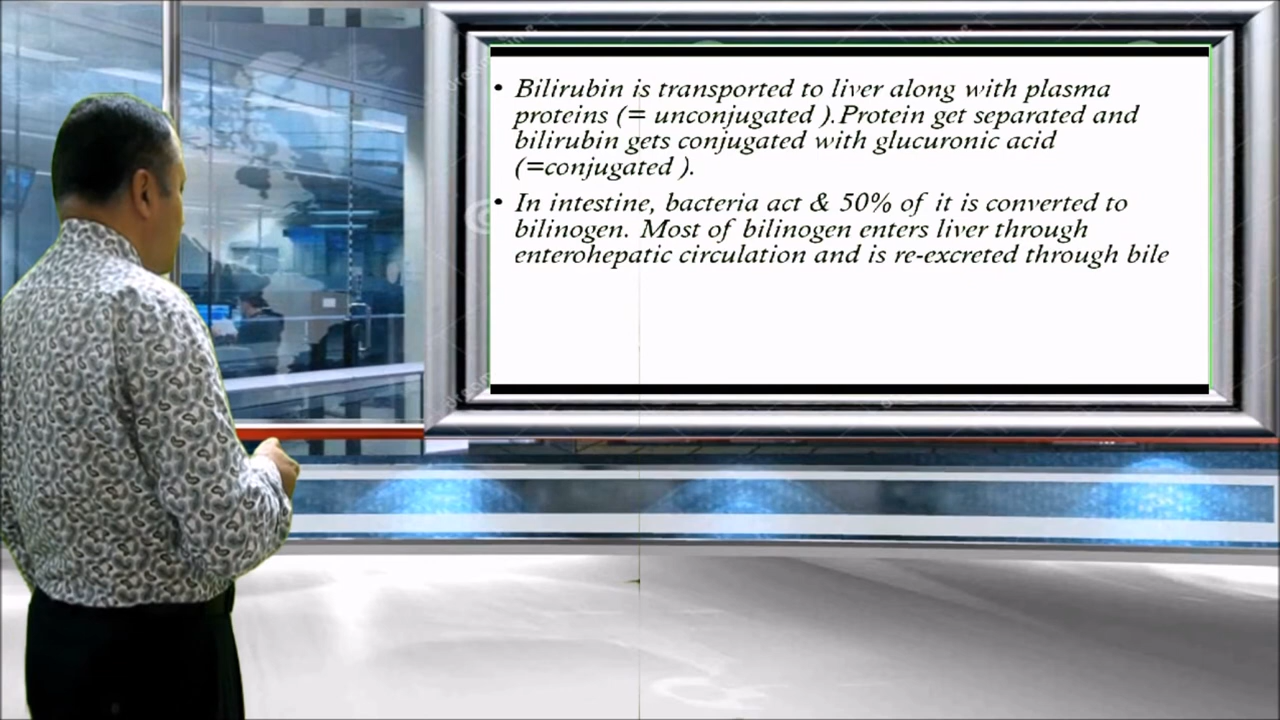 • Bilirubin is transported to liver along with plasma
proteins (= unconjugated ).Protein get separated and
bilirubin gets conjugated with glucuronic acid
(=conjugated ).
• In intestine, bacteria act & 50% of it is converted to
bilinogen. Most of bilinogen enters liver through
enterohepatic circulation and is re-excreted through bile